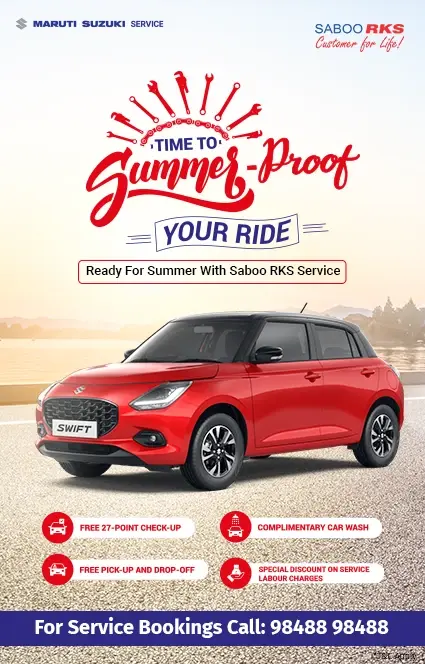 MARUTI SUZUKI SERVICE
SABOO RKS
Customer for Life!
TIME TO
Summer-Proof
YOUR RIDE
Ready For Summer With Saboo RKS Service
SWIFT
FREE 27-POINT CHECK-UP
COMPLIMENTARY CAR WASH
FREE PICK-UP AND DROP-OFF
SPECIAL DISCOUNT ON SERVICE
LABOUR CHARGES
For Service Bookings Call: 98488 98488